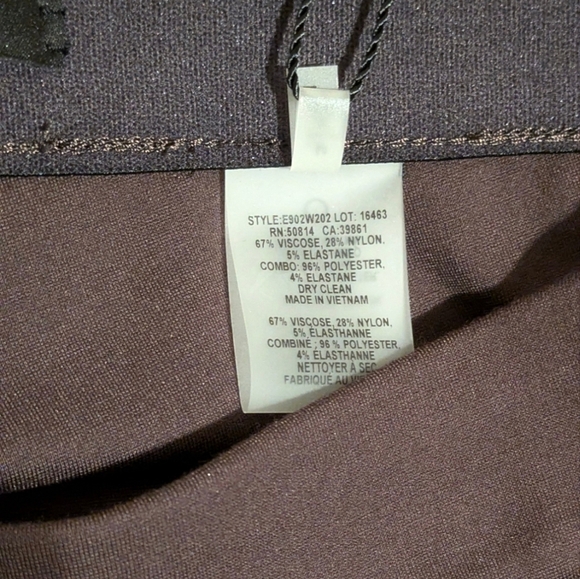 STYLE:E902W202 LOT: 16463
RN:50814 CA:39861
67% VISCOSE, 28% NYLON.
5% ELASTANE
COMBO: 96% POLYESTER,
4% ELASTANE
DRY CLEAN
MADE IN VIETNAM
67% VISCOSE, 28% NYLON.
5% ELASTHANNE
COMBINE ; 96 % POLYESTER,
4% ELASTHANNE
NETTOYER À SEC
FABRIQUE